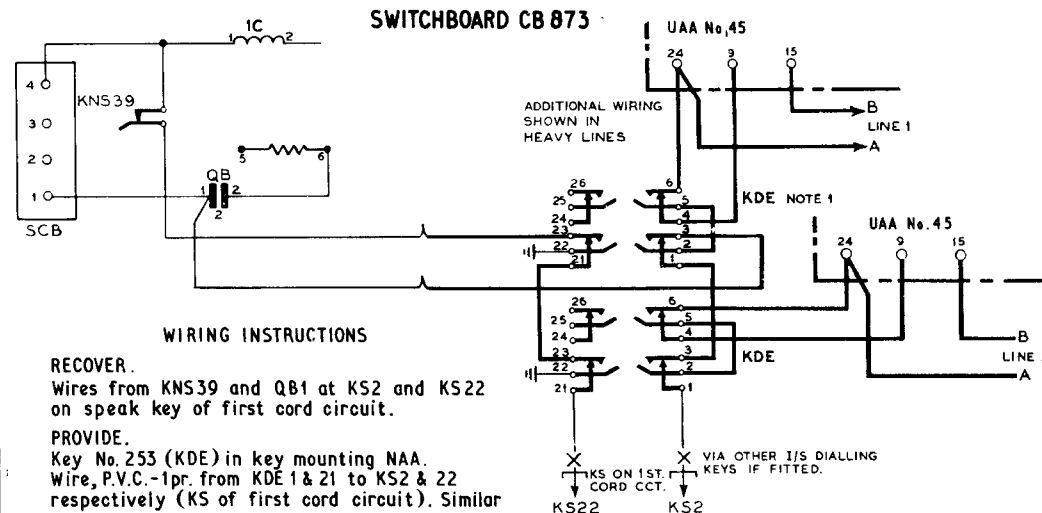 SWITCHBOARD CB 873
1C
1 2
UAA No. 45
24 9 15
4
KNS39
3
2
1
SCB
5 6
QB
1 2
2
ADDITIONAL WIRING
SHOWN IN
HEAVY LINES
B
LINE 1
A
26
25
24
23
22
21
6
5
4
3
2
1
KDE NOTE 1
UAA No. 45
24 9 15
26
25
24
23
22
21
6
5
4
3
2
1
KDE
B
LINE
A
WIRING INSTRUCTIONS
RECOVER.
Wires from KNS39 and QB1 at KS2 and KS22
on speak key of first cord circuit.
PROVIDE.
Key No. 253 (KDE) in key mounting NAA.
Wire, P.V.C.-1pr. from KDE 1 & 21 to KS2 & 22
respectively (KS of first cord circuit). Similar
KS ON 1ST.
CORD CCT.
VIA OTHER I/S DIALLING
KEYS IF FITTED.
KS22 KS2